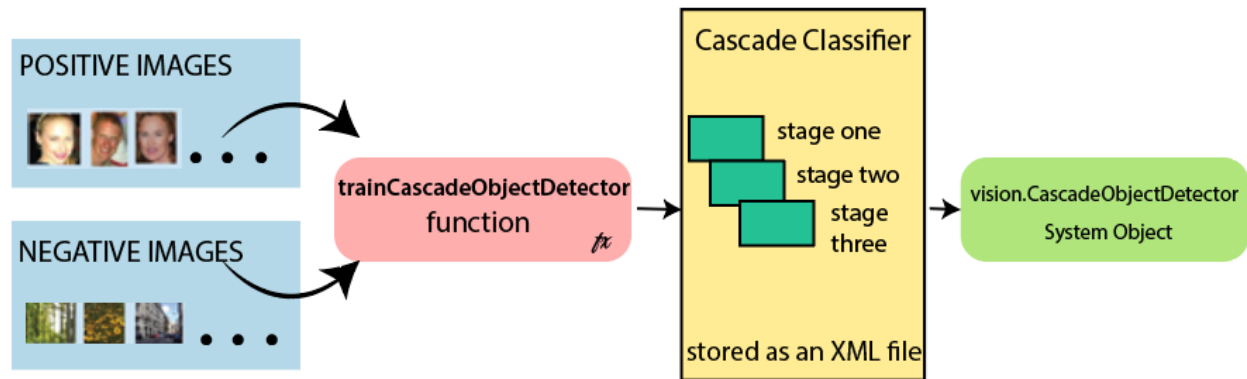 POSITIVE IMAGES
NEGATIVE IMAGES
trainCascadeObjectDetector
function
fx
Cascade Classifier
stage one
stage two
stage
three
stored as an XML file
vision.CascadeObjectDetector
System Object